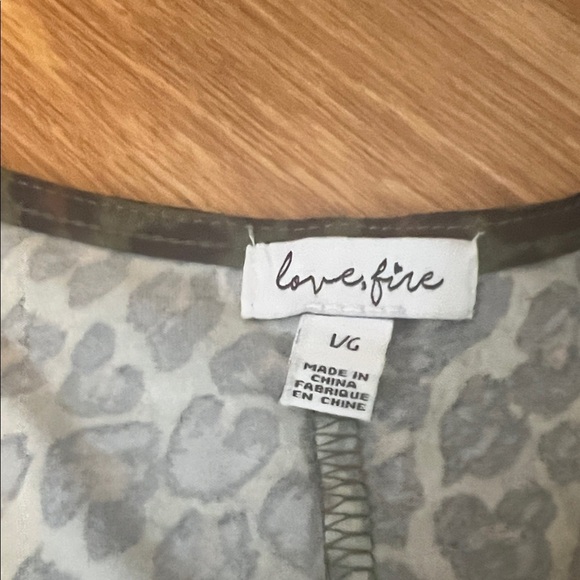 love, fire
L/G
MADE IN
CHINA
FABRIQUE
EN CHINE